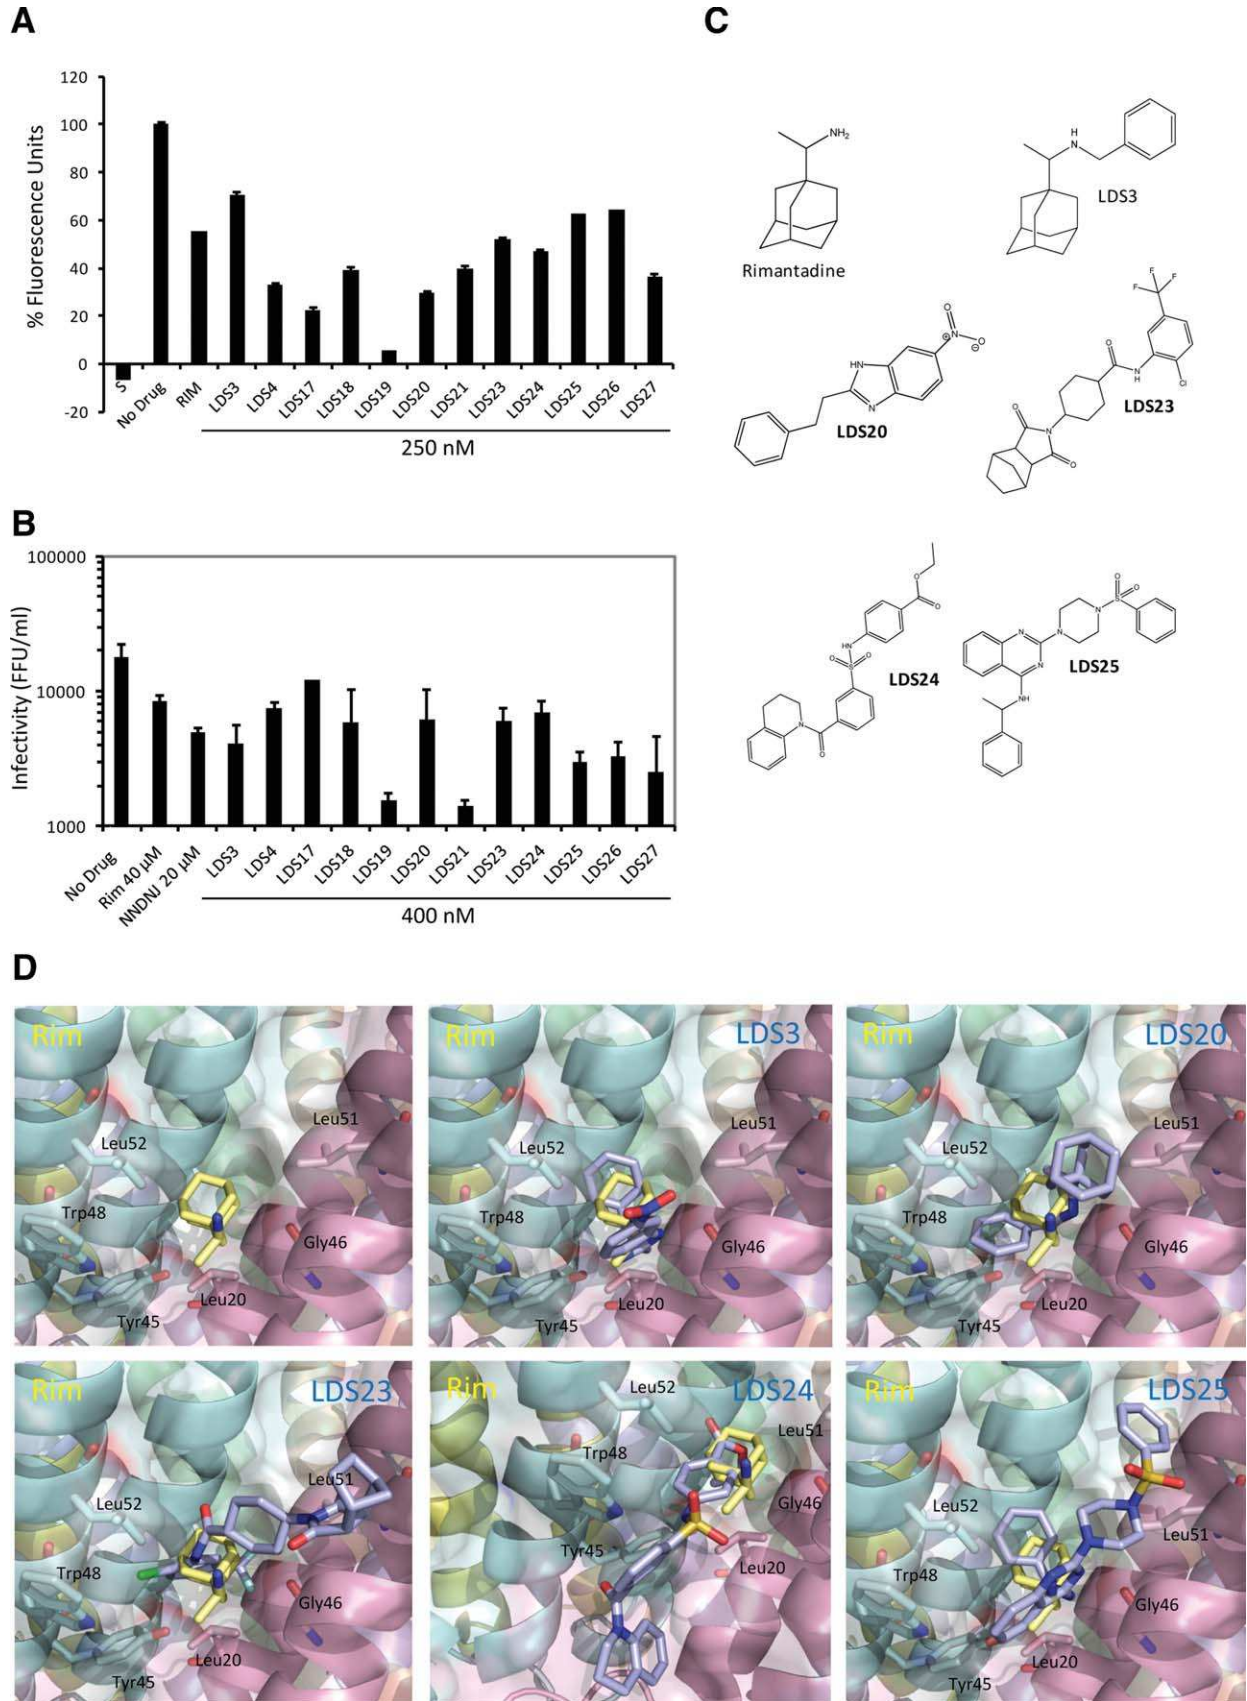 A
C
120
100
80
60
40
20
0
-20
% Fluorescence Units
S
No Drug
RIM
LDS3
LDS4
LDS17
LDS18
LDS19
LDS20
LDS21
LDS23
LDS24
LDS25
LDS26
LDS27
250 nM
NH2
Rimantadine
H
N
LDS3
O
N
⊕
O
⊖
HN
N
LDS20
F
F
F
O
N
H
Cl
O
N
O
LDS23
B
100000
10000
1000
Infectivity (FFU/ml)
No Drug
Rim 40 µM
NNDNJ 20 µM
LDS3
LDS4
LDS17
LDS18
LDS19
LDS20
LDS21
LDS23
LDS24
LDS25
LDS26
LDS27
400 nM
O
O
HN
O
S
O
N
O
LDS24
O
S
O
N
N
N
N
NH
LDS25
D
Rim
Leu51
Leu52
Trp48
Gly46
Leu20
Tyr45
Rim
LDS3
Leu51
Leu52
Trp48
Gly46
Leu20
Tyr45
Rim
LDS20
Leu51
Leu52
Trp48
Gly46
Leu20
Tyr45
Rim
LDS23
Leu51
Leu52
Trp48
Gly46
Leu20
Tyr45
Rim
Leu52
LDS24
Leu51
Trp48
Gly46
Tyr45
Leu20
Rim
LDS25
Leu52
Leu51
Trp48
Gly46
Leu20
Tyr45